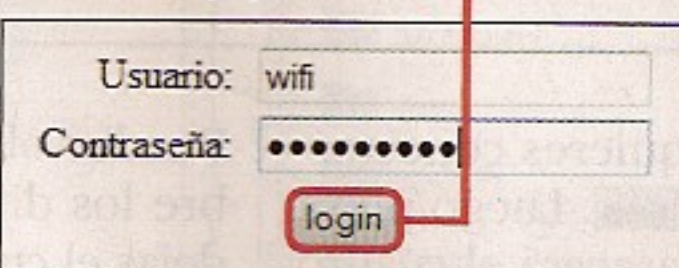 Usuario: wifi
Contraseña: •••••••••
login